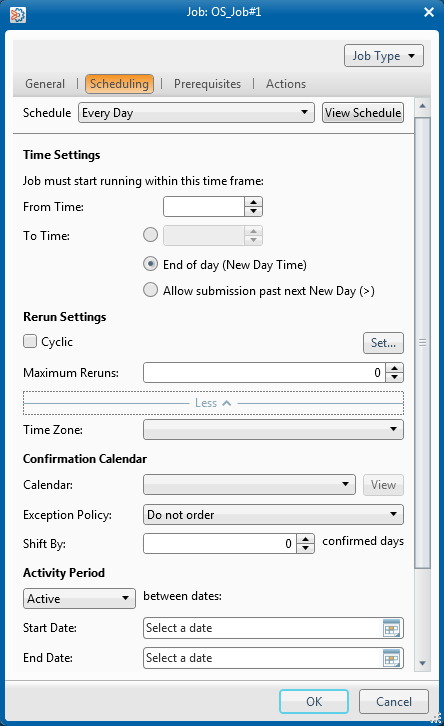 Job: OS_Job#1
Job Type
General | Scheduling | Prerequisites | Actions
Schedule Every Day View Schedule
Time Settings
Job must start running within this time frame:
From Time:
To Time:
End of day (New Day Time)
Allow submission past next New Day (>)
Rerun Settings
Cyclic Set...
Maximum Reruns: 0
Less
Time Zone:
Confirmation Calendar
Calendar: View
Exception Policy: Do not order
Shift By: 0 confirmed days
Activity Period
Active between dates:
Start Date: Select a date
End Date: Select a date
OK Cancel